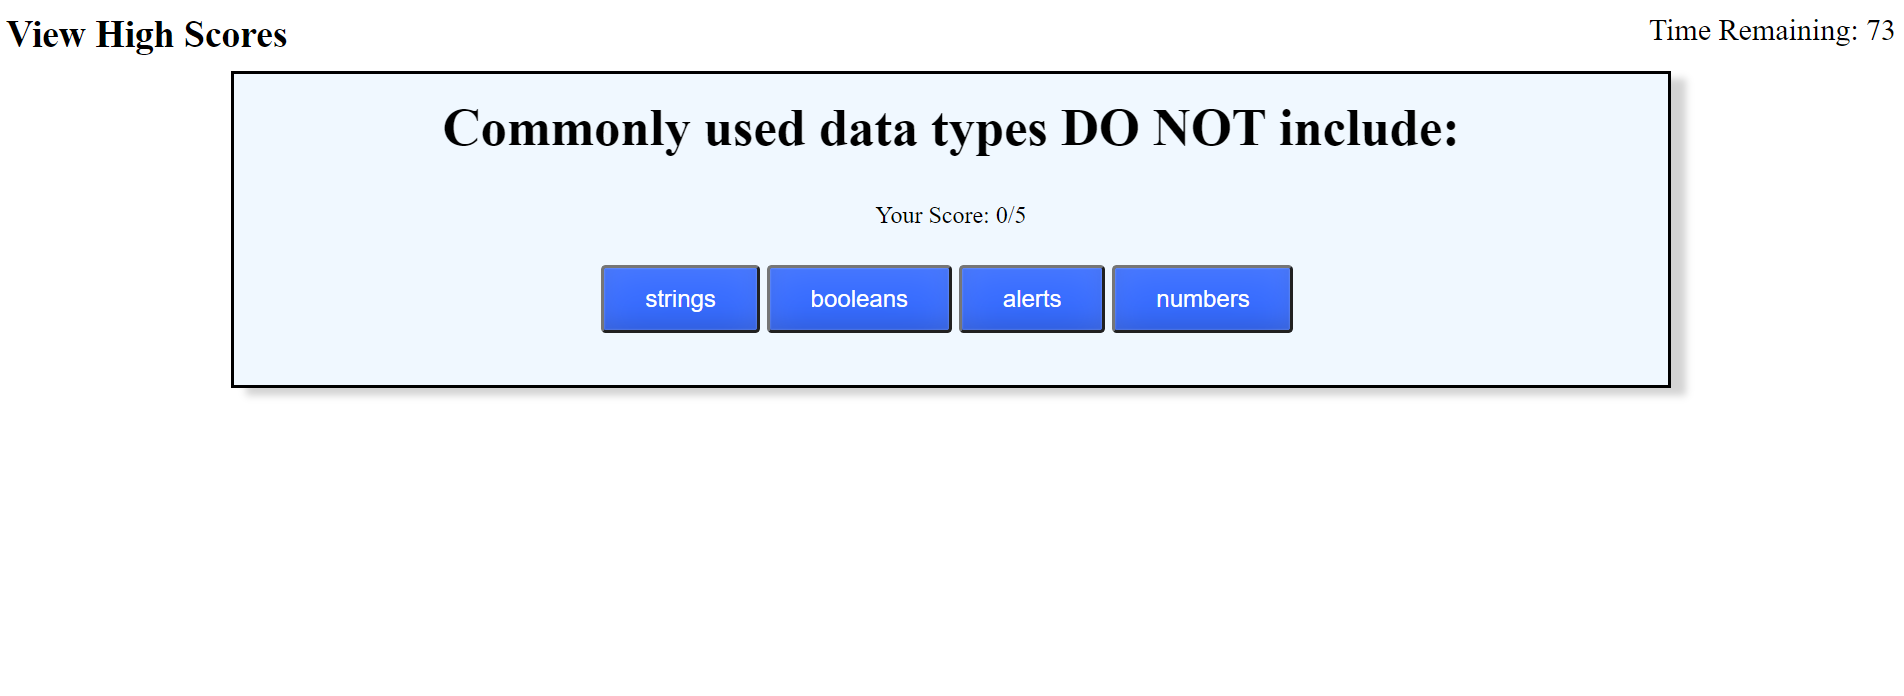 View High Scores
Time Remaining: 73
Commonly used data types DO NOT include:
Your Score: 0/5
strings
booleans
alerts
numbers